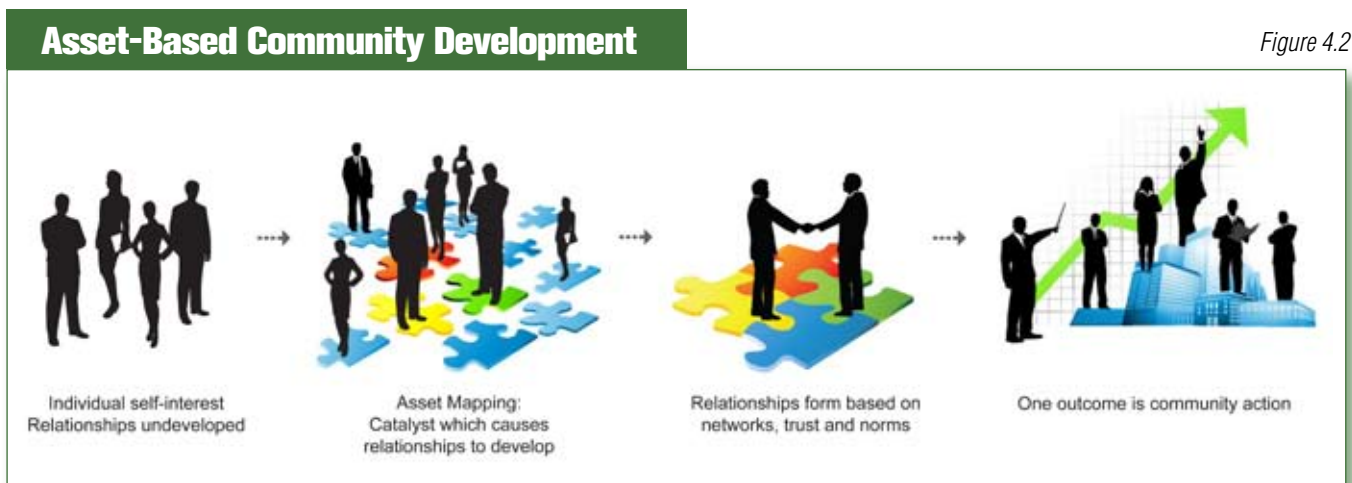 Asset-Based Community Development
Figure 4.2
Individual self-interest
Relationships undeveloped
Asset Mapping:
Catalyst which causes
relationships to develop
Relationships form based on
networks, trust and norms
One outcome is community action